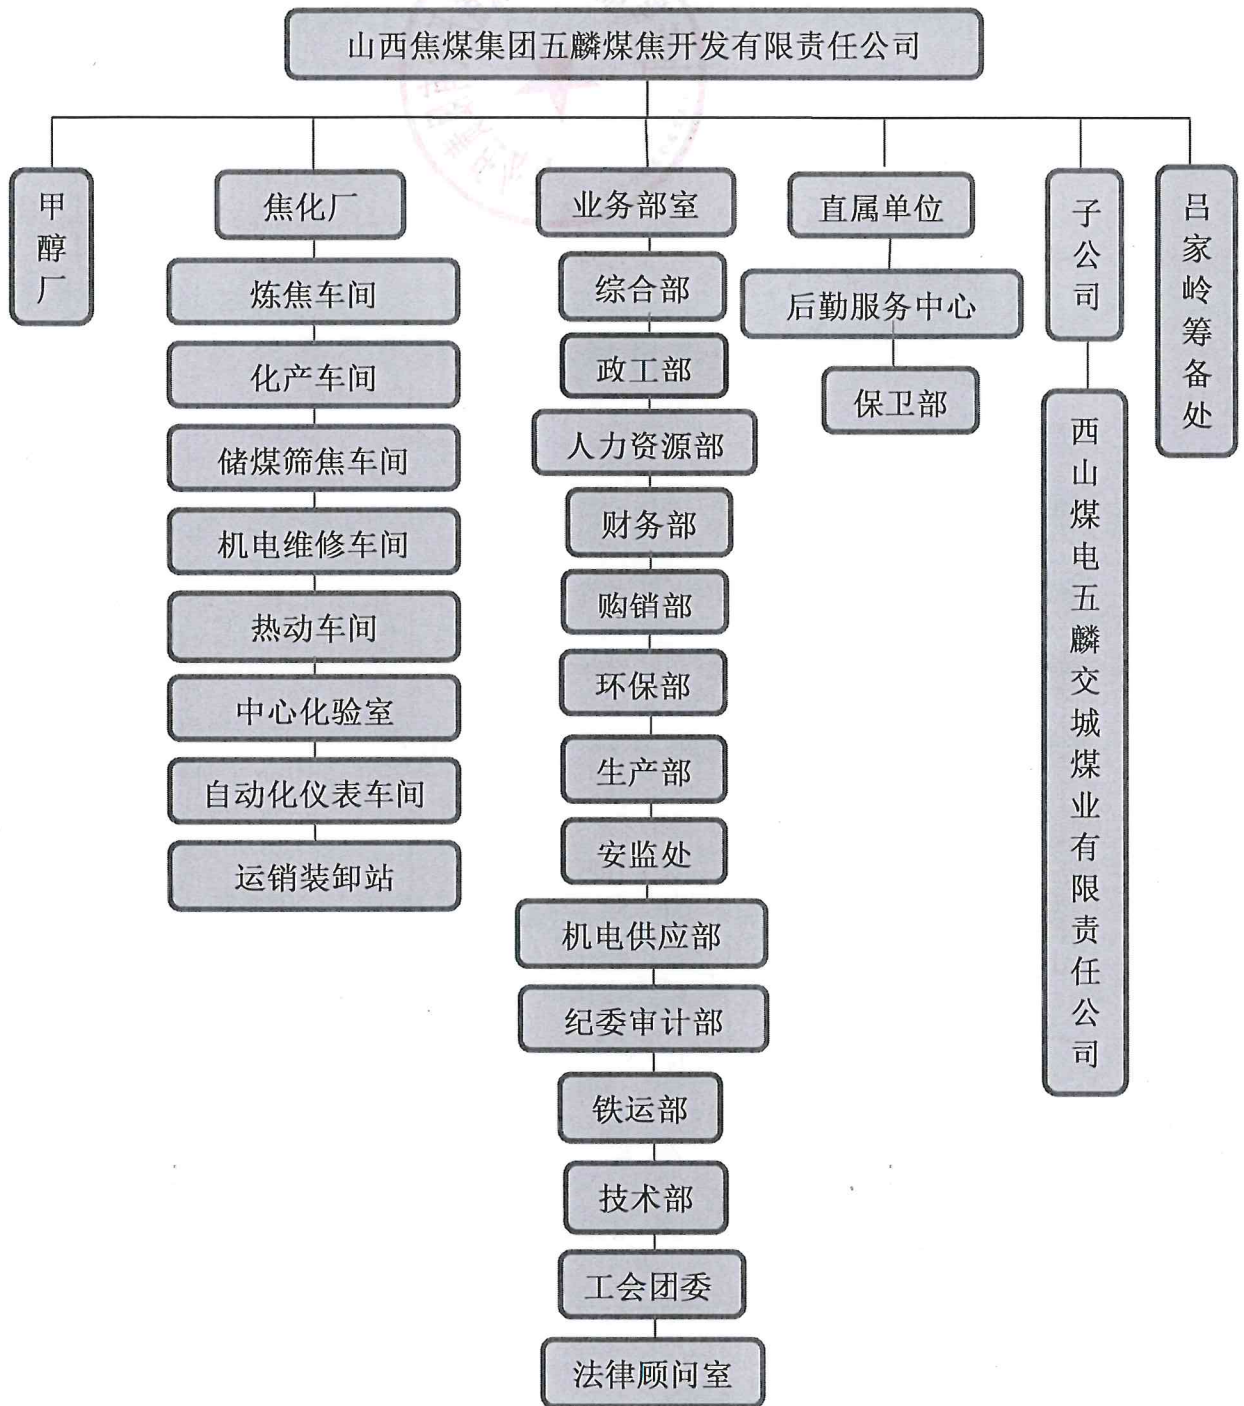 山西焦煤集团五麟煤焦开发有限责任公司
甲醇厂
焦化厂
炼焦车间
化产车间
储煤筛焦车间
机电维修车间
热动车间
中心化验室
自动化仪表车间
运销装卸站
业务部室
综合部
政工部
人力资源部
财务部
购销部
环保部
生产部
安监处
机电供应部
纪委审计部
铁运部
技术部
工会团委
法律顾问室
直属单位
后勤服务中心
保卫部
子公司
西山煤电五麟交城煤业有限责任公司
吕家岭筹备处